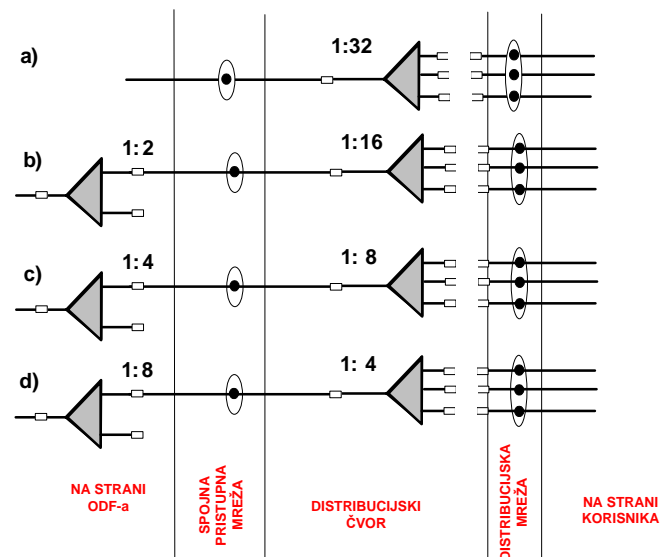 a)
1:32
b)
1:2
1:16
c)
1:4
1: 8
d)
1:8
1: 4
NA STRANI
ODF-a
SPOJNA
PRISTUPNA
MREŽA
DISTRIBUCIJSKI
ČVOR
DISTRIBUCIJSKA
MREŽA
NA STRANI
KORISNIKA